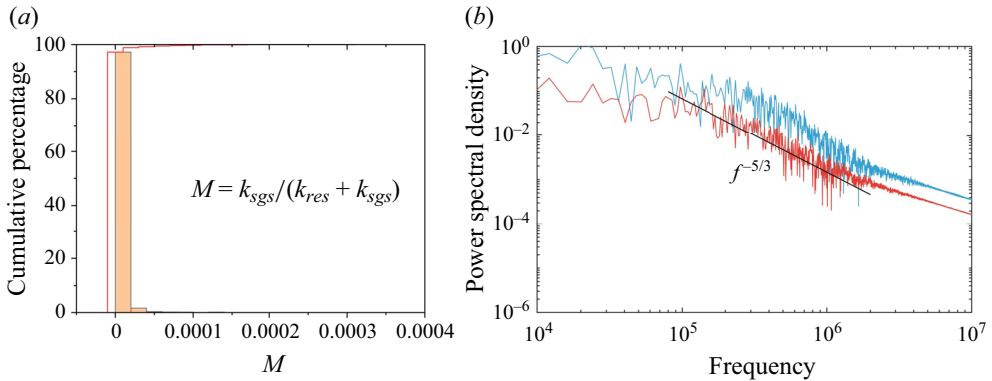 (a)
100
80
60
40
20
0
Cumulative percentage
M = k_sgs/(k_res + k_sgs)
0 0.0001 0.0002 0.0003 0.0004
M
(b)
10^0
10^−2
10^−4
10^−6
Power spectral density
f^−5/3
10^4 10^5 10^6 10^7
Frequency